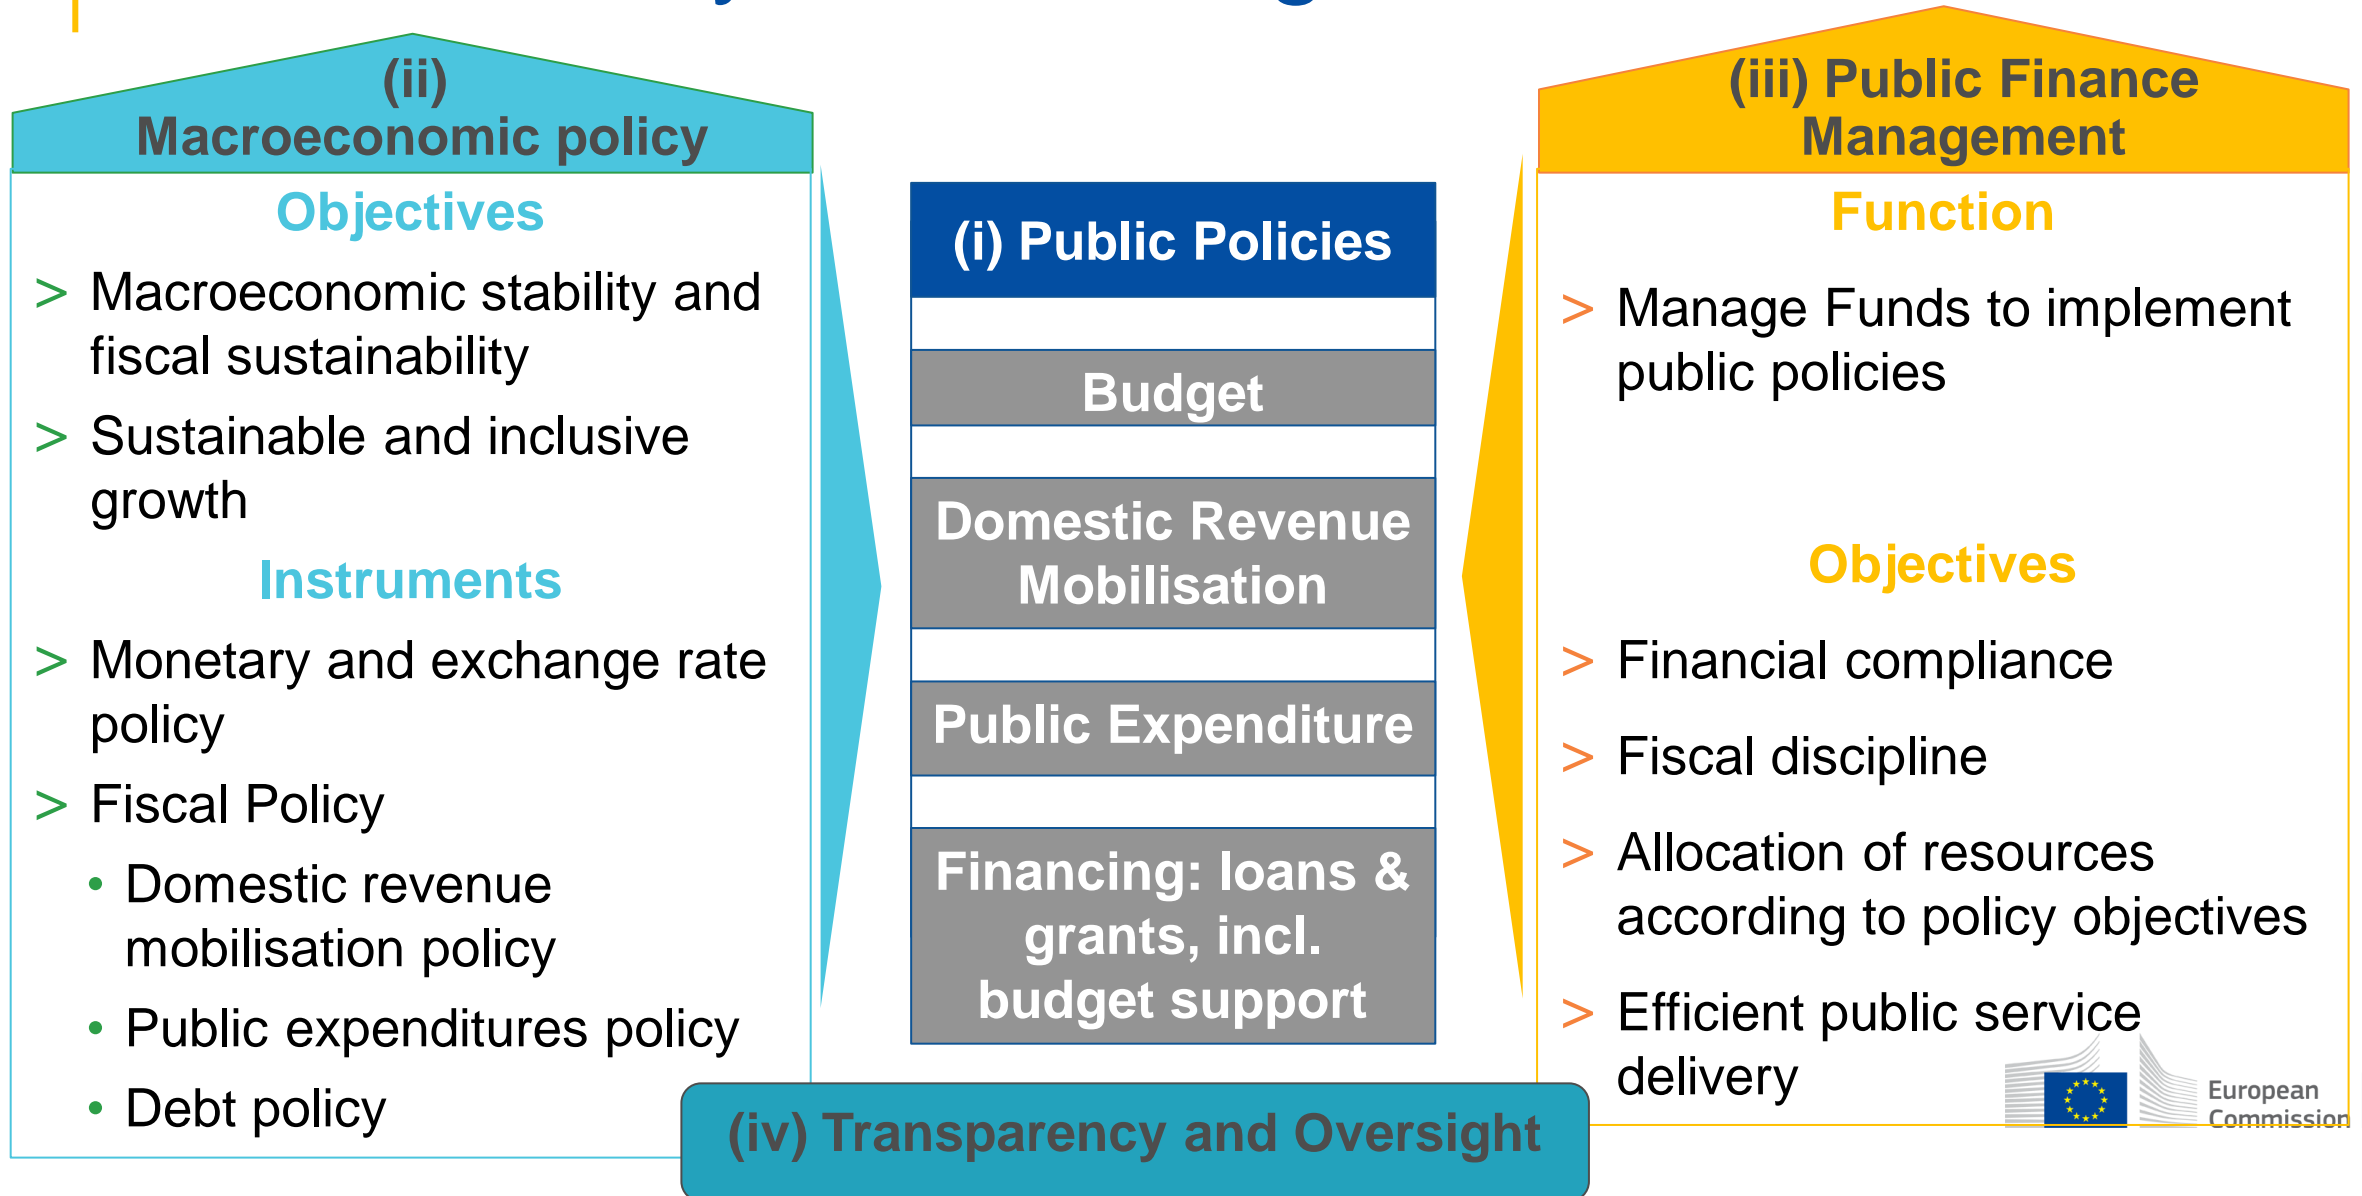 (ii)
Macroeconomic policy
Objectives
> Macroeconomic stability and
fiscal sustainability
> Sustainable and inclusive
growth
Instruments
> Monetary and exchange rate
policy
> Fiscal Policy
• Domestic revenue
mobilisation policy
• Public expenditures policy
• Debt policy
(i) Public Policies
Budget
Domestic Revenue
Mobilisation
Public Expenditure
Financing: loans &
grants, incl.
budget support
(iii) Public Finance
Management
Function
> Manage Funds to implement
public policies
Objectives
> Financial compliance
> Fiscal discipline
> Allocation of resources
according to policy objectives
> Efficient public service
delivery
(iv) Transparency and Oversight
European
Commission